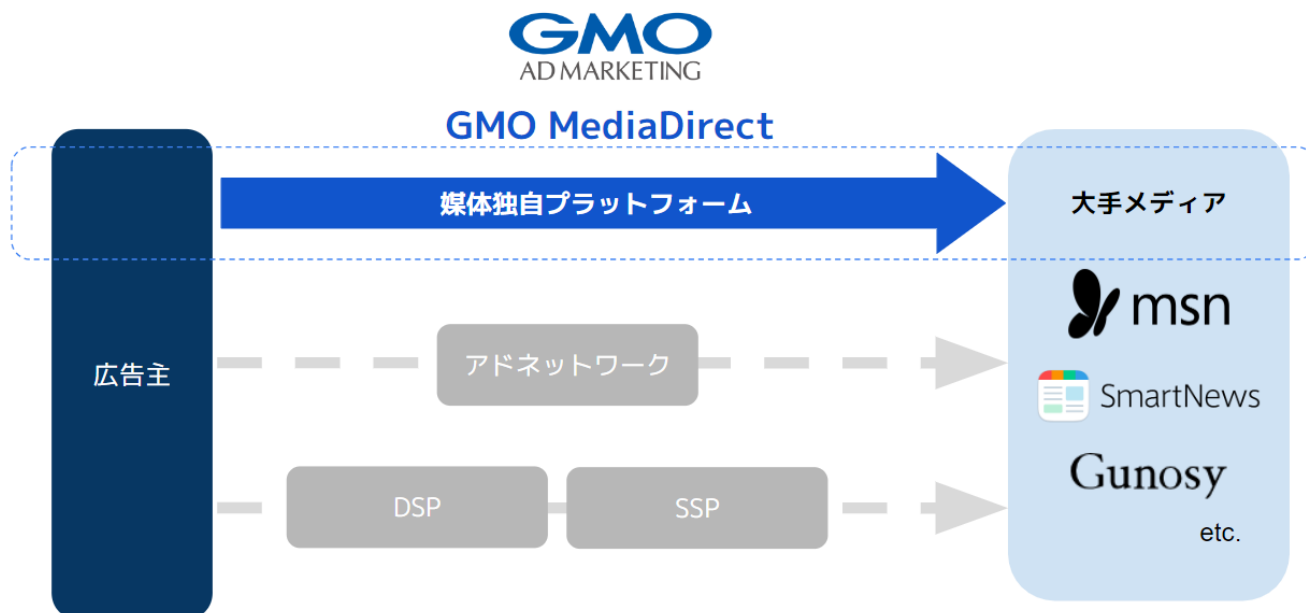 GMO
AD MARKETING
GMO MediaDirect
媒体独自プラットフォーム
大手メディア
msn
広告主
アドネットワーク
SmartNews
Gunosy
DSP
SSP
etc.